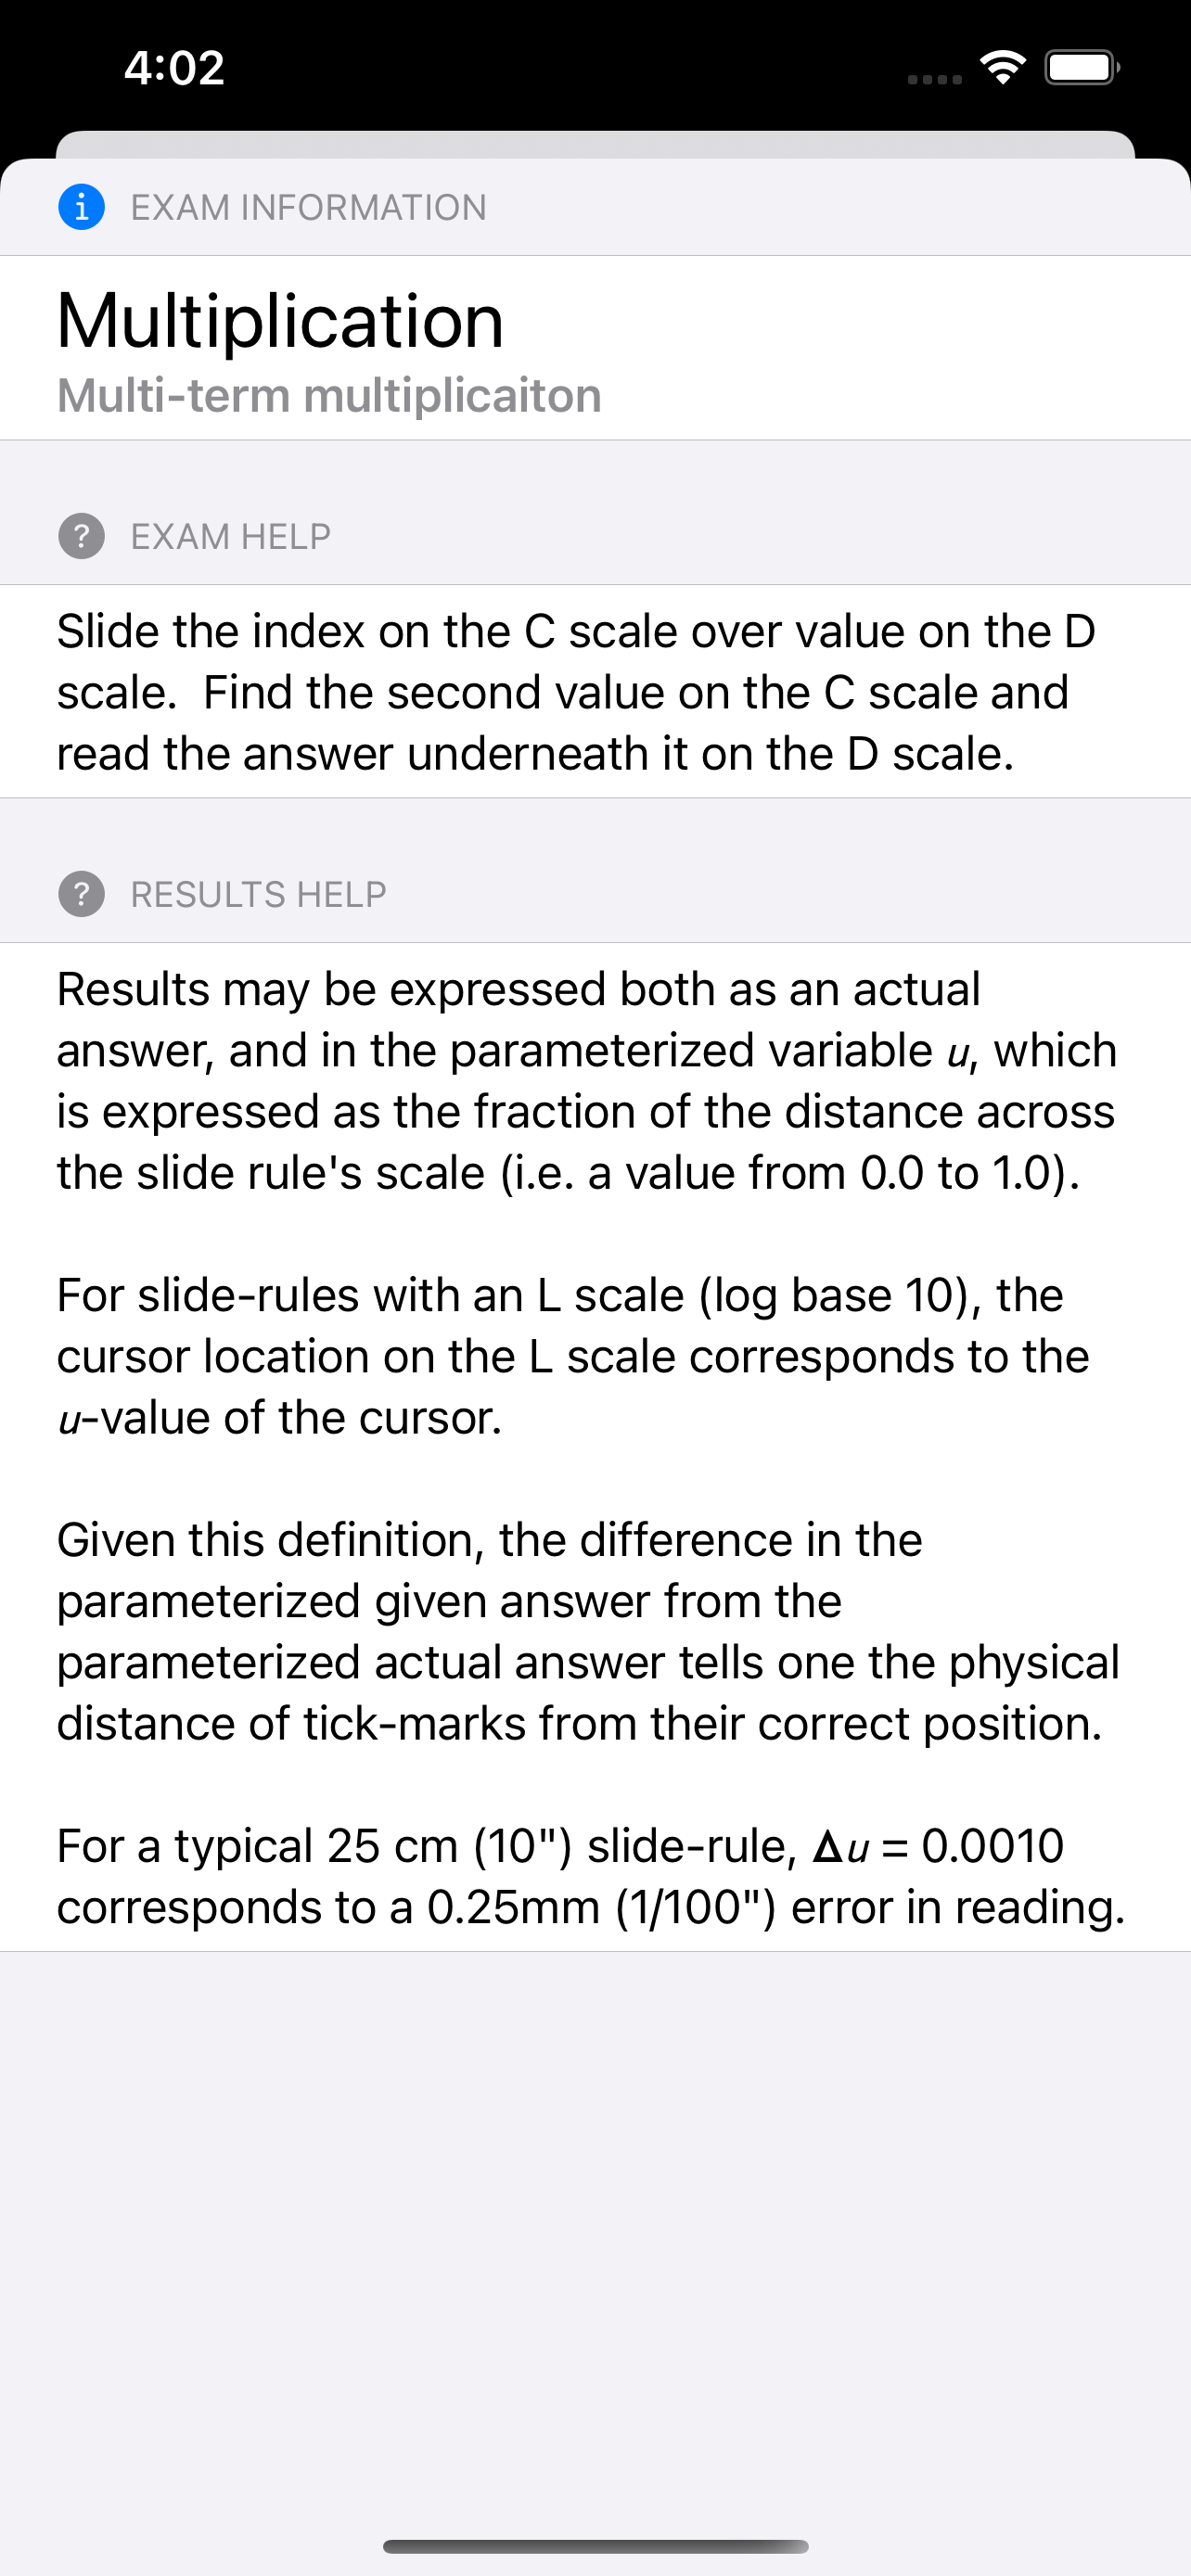 4:02
EXAM INFORMATION
Multiplication
Multi-term multiplicaiton
EXAM HELP
Slide the index on the C scale over value on the D
scale.  Find the second value on the C scale and
read the answer underneath it on the D scale.
RESULTS HELP
Results may be expressed both as an actual
answer, and in the parameterized variable u, which
is expressed as the fraction of the distance across
the slide rule's scale (i.e. a value from 0.0 to 1.0).
For slide-rules with an L scale (log base 10), the
cursor location on the L scale corresponds to the
u-value of the cursor.
Given this definition, the difference in the
parameterized given answer from the
parameterized actual answer tells one the physical
distance of tick-marks from their correct position.
For a typical 25 cm (10") slide-rule, Δu = 0.0010
corresponds to a 0.25mm (1/100") error in reading.